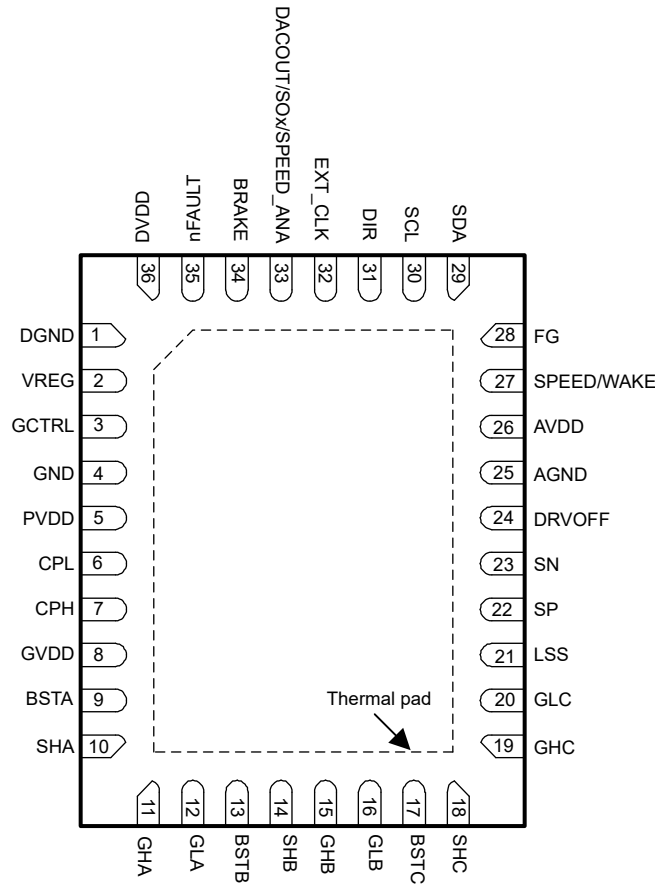 DVDD
nFAULT
BRAKE
DACOUT/SOx/SPEED_ANA
EXT_CLK
DIR
SCL
SDA
36
35
34
33
32
31
30
29
DGND 1
VREG 2
GCTRL 3
GND 4
PVDD 5
CPL 6
CPH 7
GVDD 8
BSTA 9
SHA 10
28 FG
27 SPEED/WAKE
26 AVDD
25 AGND
24 DRVOFF
23 SN
22 SP
21 LSS
20 GLC
19 GHC
Thermal pad
11
12
13
14
15
16
17
18
GHA
GLA
BSTB
SHB
GHB
GLB
BSTC
SHC